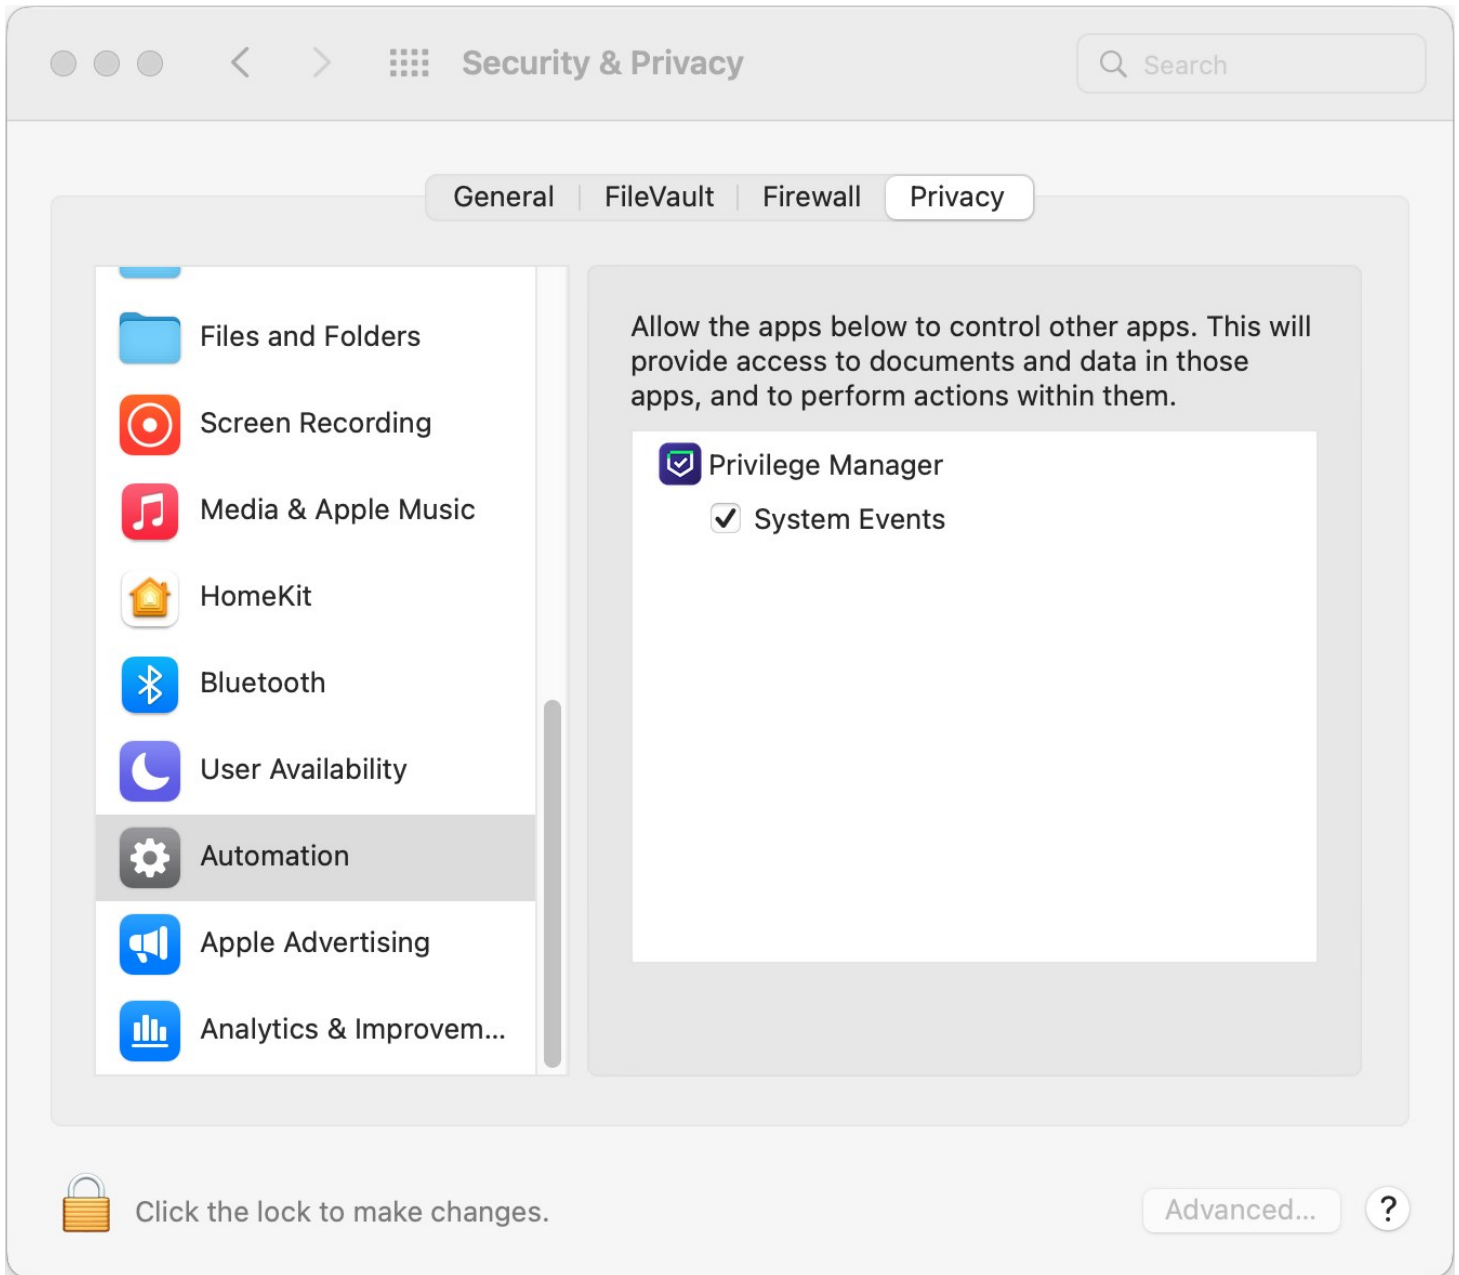 Security & Privacy
Search
General
FileVault
Firewall
Privacy
Files and Folders
Screen Recording
Media & Apple Music
HomeKit
Bluetooth
User Availability
Automation
Apple Advertising
Analytics & Improvem...
Allow the apps below to control other apps. This will
provide access to documents and data in those
apps, and to perform actions within them.
Privilege Manager
System Events
Click the lock to make changes.
Advanced...
?